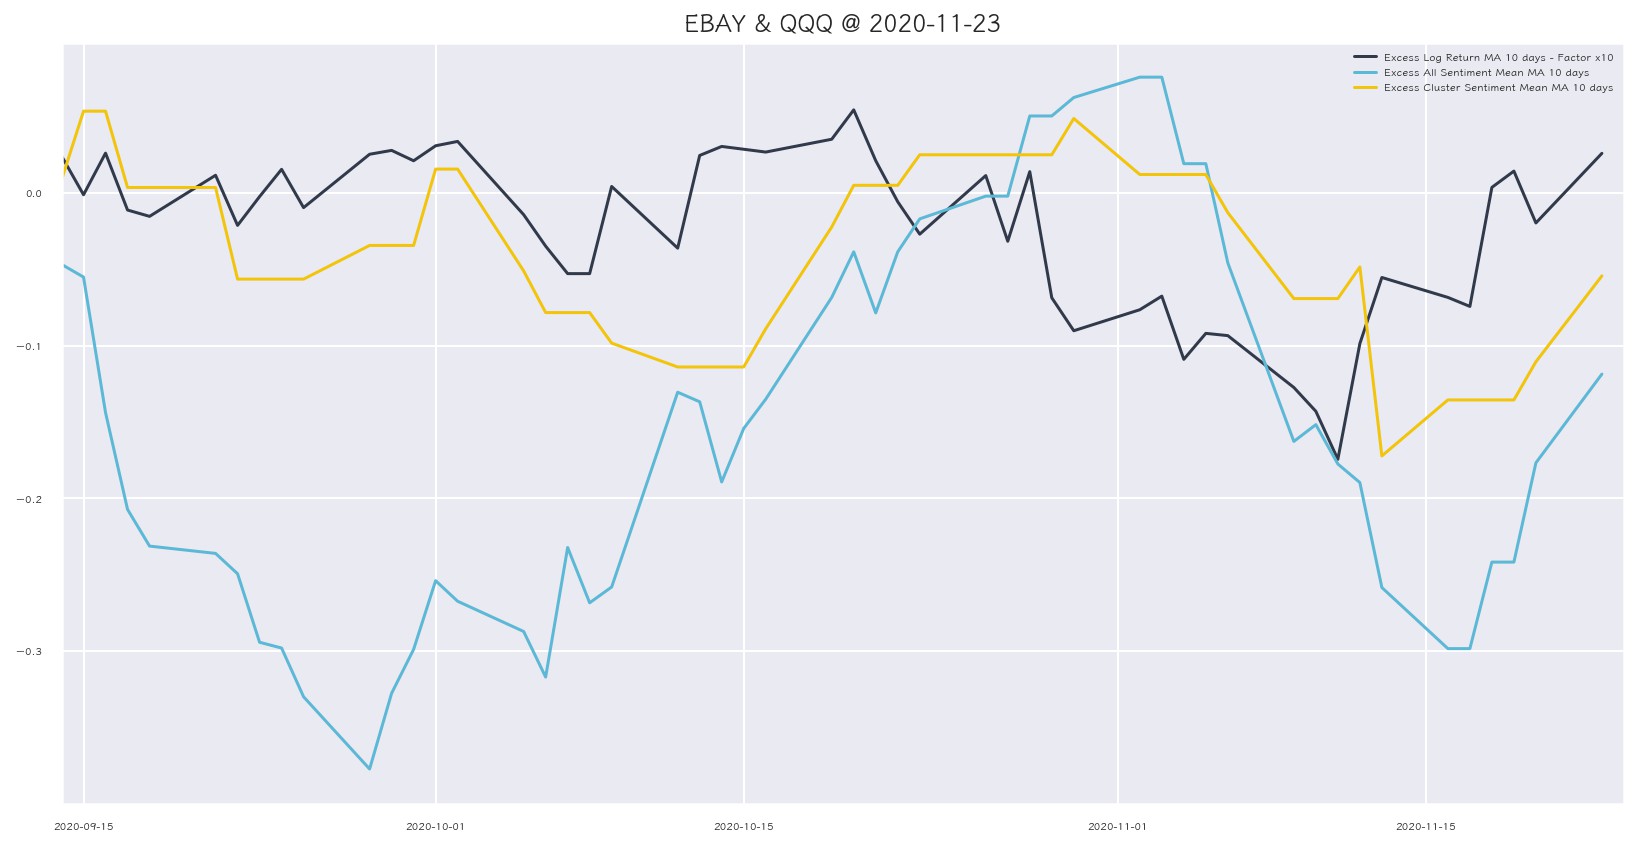 EBAY & QQQ @ 2020-11-23
Excess Log Return MA 10 days - Factor x10
Excess All Sentiment Mean MA 10 days
Excess Cluster Sentiment Mean MA 10 days
0.0
−0.1
−0.2
−0.3
2020-09-15
2020-10-01
2020-10-15
2020-11-01
2020-11-15